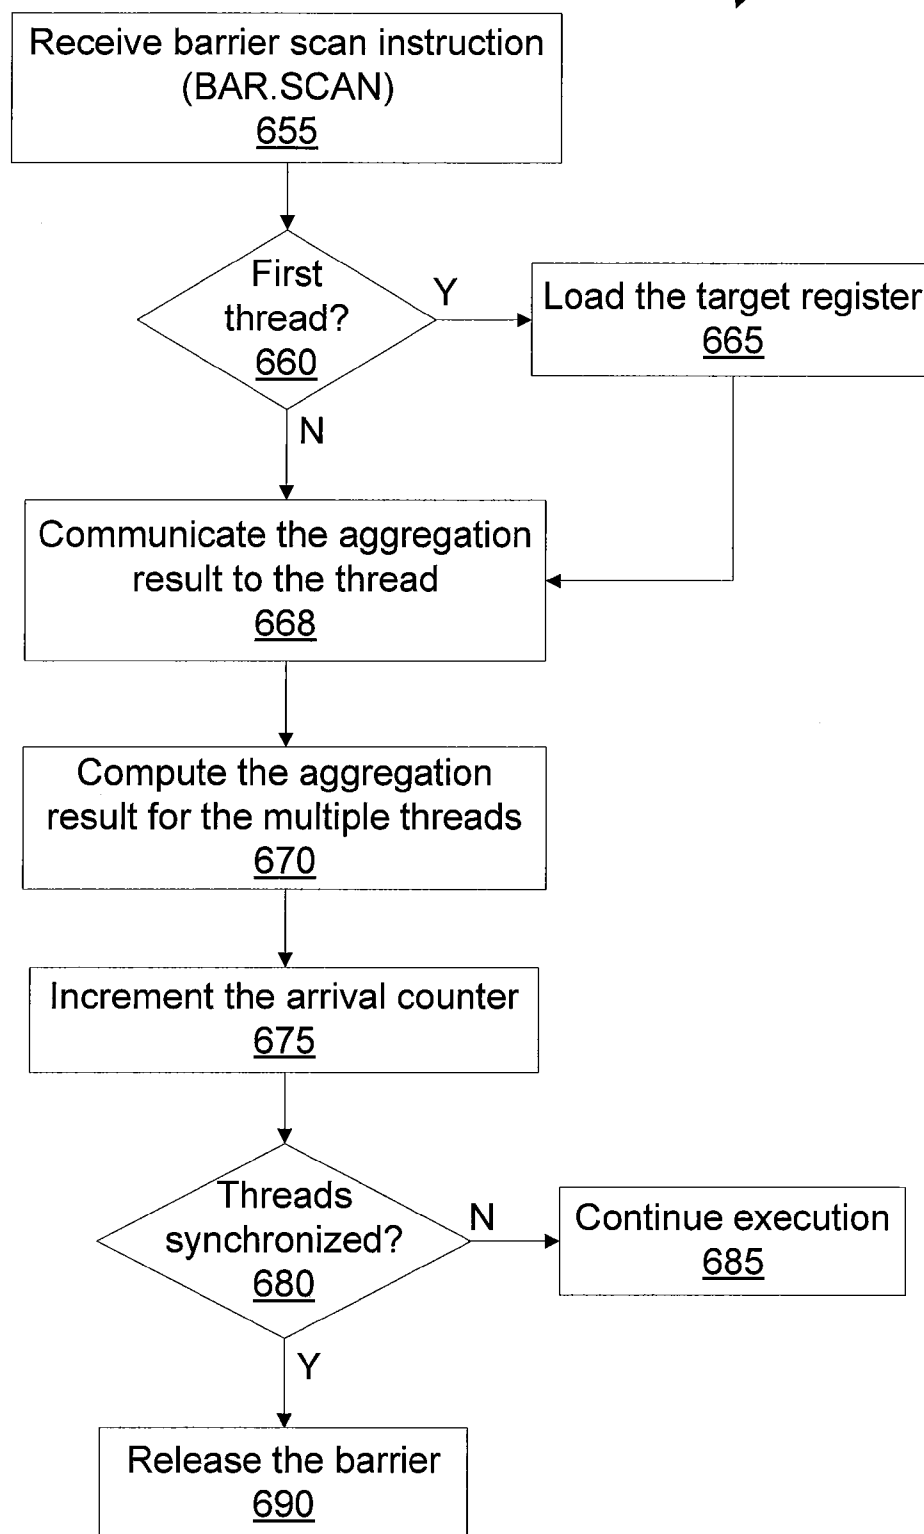 Receive barrier scan instruction
(BAR.SCAN)
655
First
thread?
660
Y
Load the target register
665
N
Communicate the aggregation
result to the thread
668
Compute the aggregation
result for the multiple threads
670
Increment the arrival counter
675
Threads
synchronized?
680
N
Continue execution
685
Y
Release the barrier
690